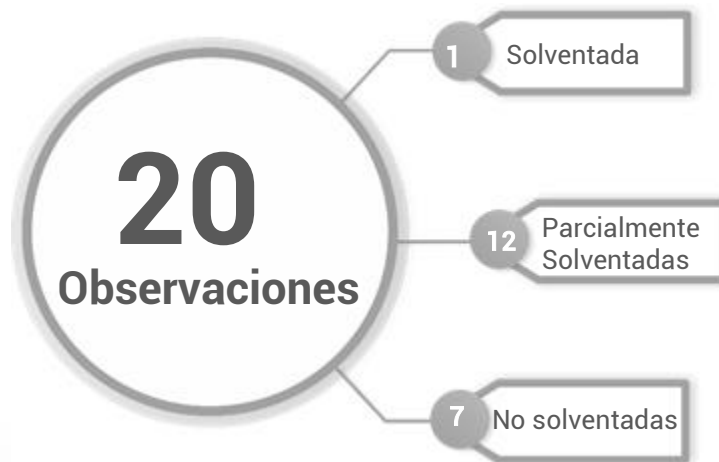 20
Observaciones
1
Solventada
12
Parcialmente
Solventadas
7
No solventadas